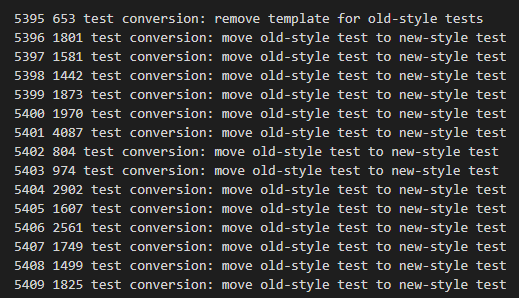 5395 653 test conversion: remove template for old-style tests
5396 1801 test conversion: move old-style test to new-style test
5397 1581 test conversion: move old-style test to new-style test
5398 1442 test conversion: move old-style test to new-style test
5399 1873 test conversion: move old-style test to new-style test
5400 1970 test conversion: move old-style test to new-style test
5401 4087 test conversion: move old-style test to new-style test
5402 804 test conversion: move old-style test to new-style test
5403 974 test conversion: move old-style test to new-style test
5404 2902 test conversion: move old-style test to new-style test
5405 1607 test conversion: move old-style test to new-style test
5406 2561 test conversion: move old-style test to new-style test
5407 1749 test conversion: move old-style test to new-style test
5408 1499 test conversion: move old-style test to new-style test
5409 1825 test conversion: move old-style test to new-style test